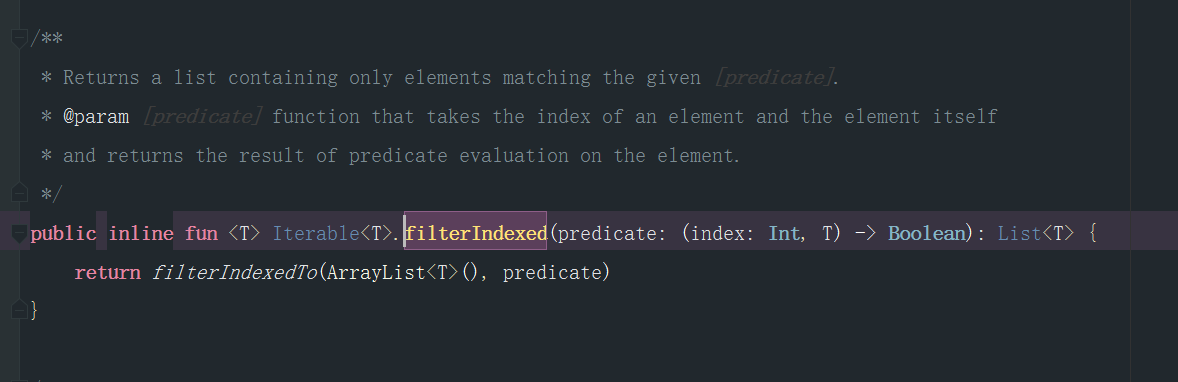 /**
 * Returns a list containing only elements matching the given [predicate].
 * @param [predicate] function that takes the index of an element and the element itself
 * and returns the result of predicate evaluation on the element.
 */
public inline fun <T> Iterable<T>.filterIndexed(predicate: (index: Int, T) -> Boolean): List<T> {
    return filterIndexedTo(ArrayList<T>(), predicate)
}